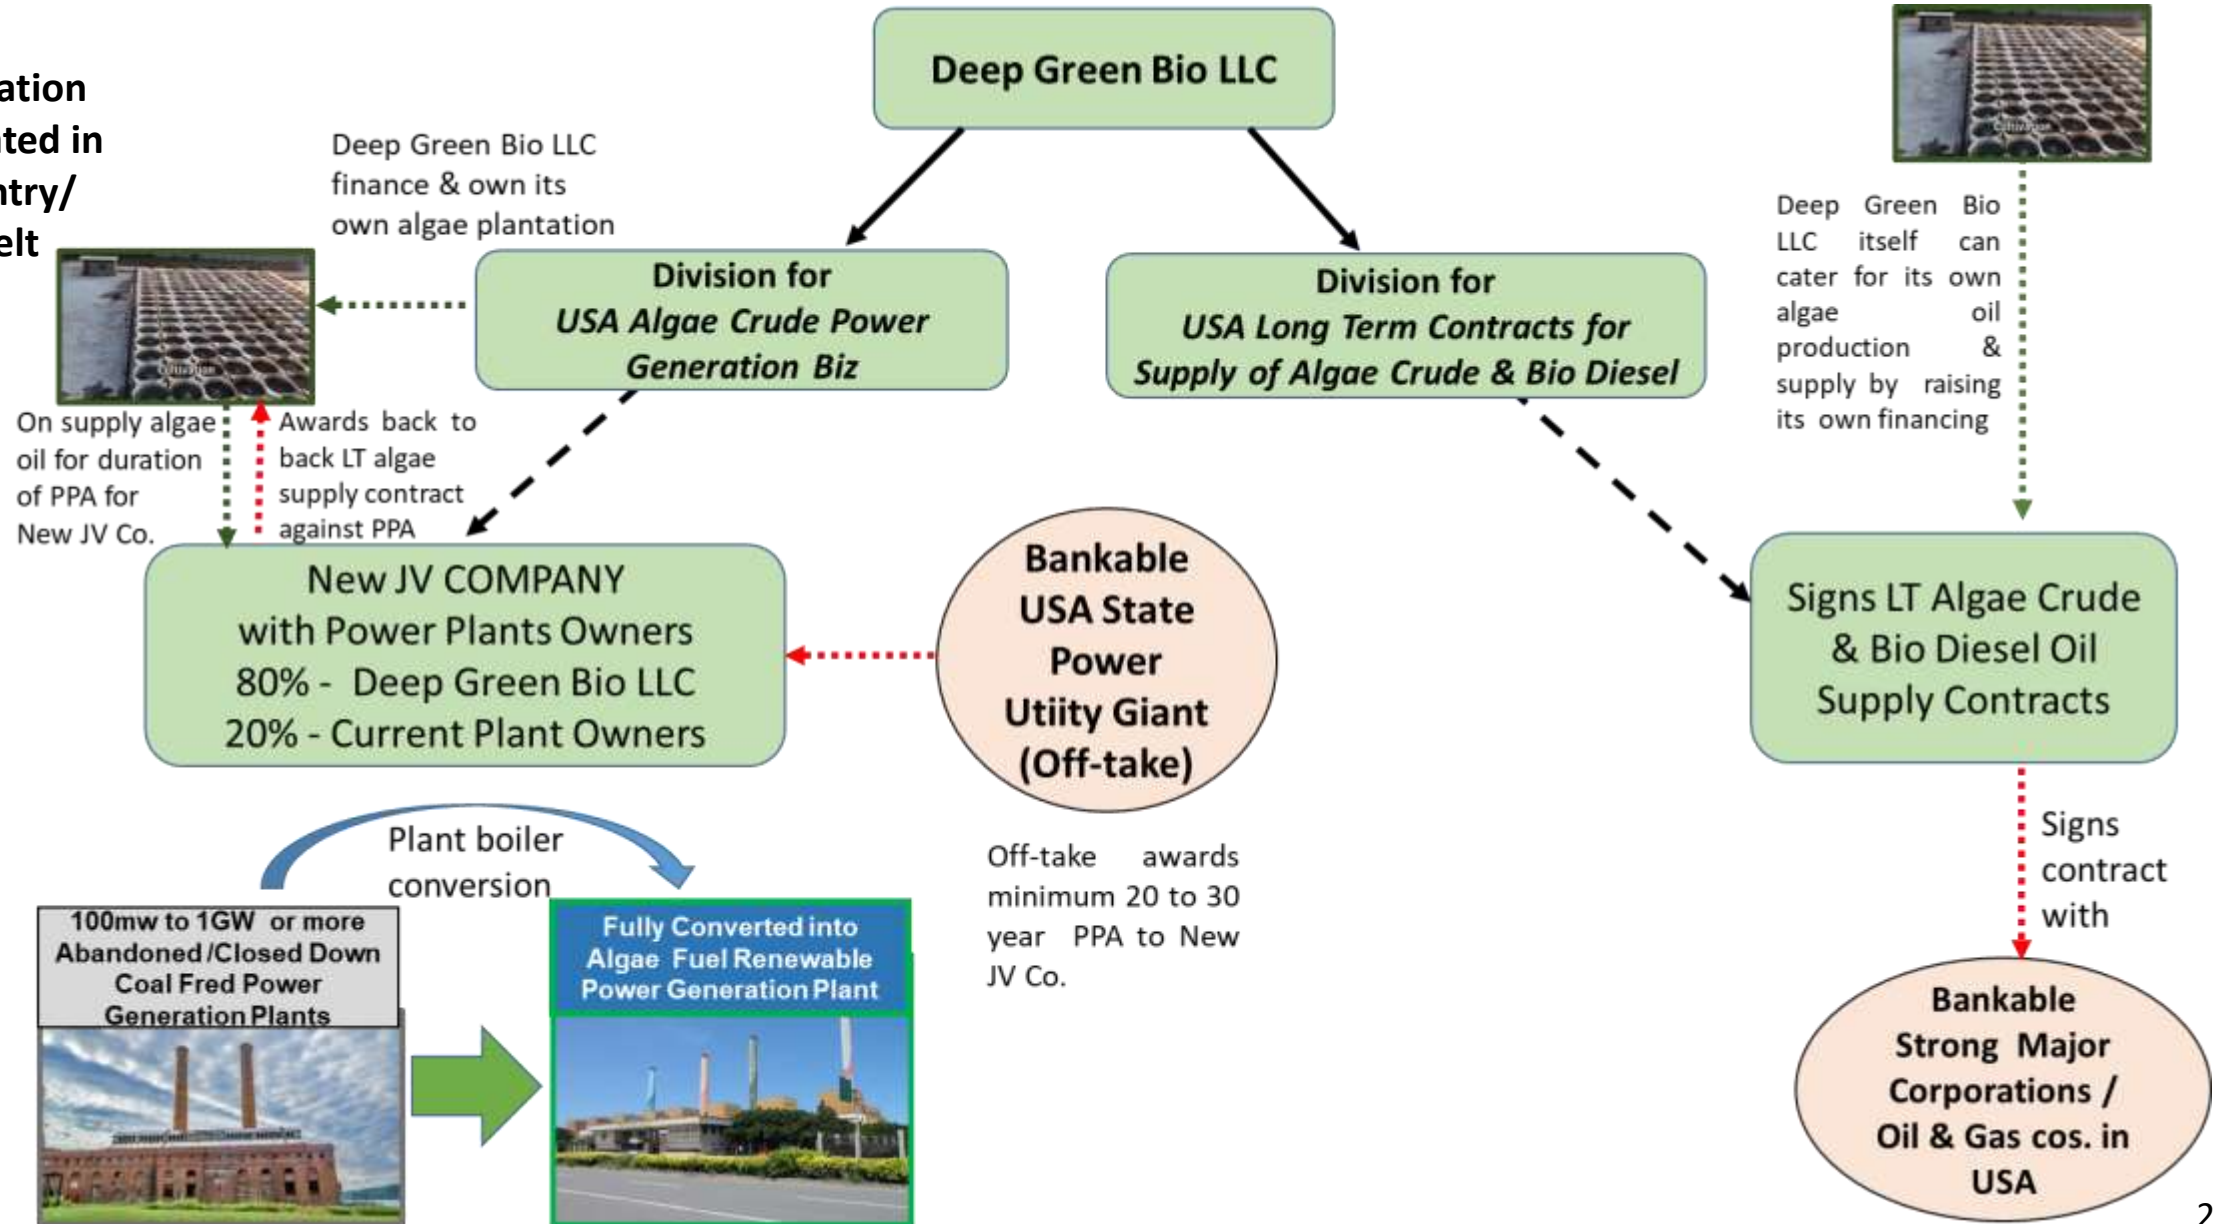 Deep Green Bio LLC
ation
ted in
ntry/
elt
Deep Green Bio LLC
finance & own its
own algae plantation
Division for
USA Algae Crude Power
Generation Biz
Division for
USA Long Term Contracts for
Supply of Algae Crude & Bio Diesel
Cultivation
Deep Green Bio
LLC itself can
cater for its own
algae oil
production &
supply by raising
its own financing
Cultivation
On supply algae
oil for duration
of PPA for
New JV Co.
Awards back to
back LT algae
supply contract
against PPA
New JV COMPANY
with Power Plants Owners
80% - Deep Green Bio LLC
20% - Current Plant Owners
Bankable
USA State
Power
Utiity Giant
(Off-take)
Signs LT Algae Crude
& Bio Diesel Oil
Supply Contracts
Plant boiler
conversion
Off-take awards
minimum 20 to 30
year PPA to New
JV Co.
Signs
contract
with
100mw to 1GW or more
Abandoned /Closed Down
Coal Fred Power
Generation Plants
Fully Converted into
Algae Fuel Renewable
Power Generation Plant
Bankable
Strong Major
Corporations /
Oil & Gas cos. in
USA
2